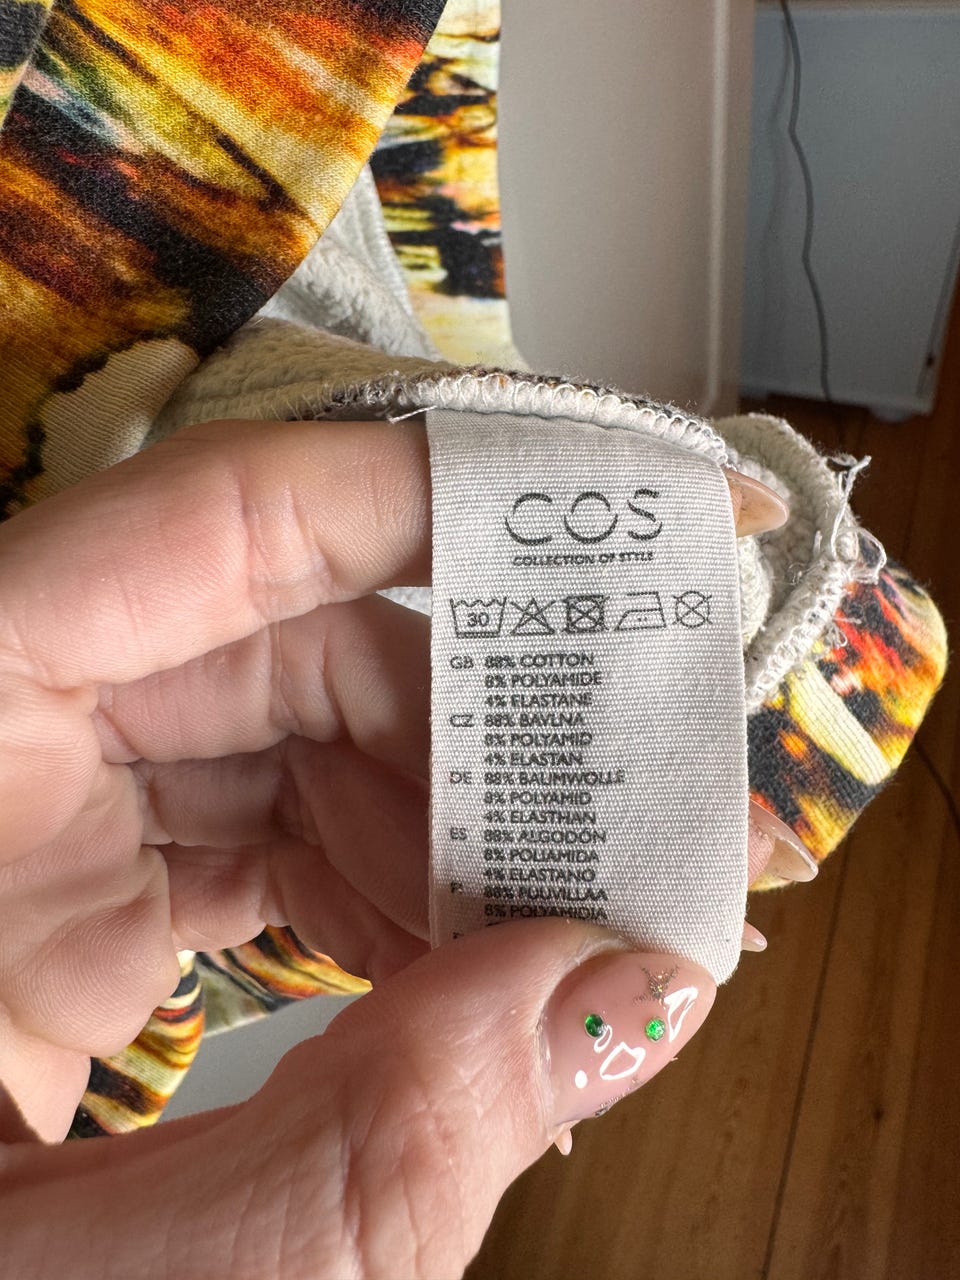 COS
COLLECTION OF STYLE
30
GB 88% COTTON
8% POLYAMIDE
4% ELASTANE
CZ 88% BAVLNA
8% POLYAMID
4% ELASTAN
DE 88% BAUMWOLLE
8% POLYAMID
4% ELASTHAN
ES 88% ALGODÓN
8% POLIAMIDA
4% ELASTANO
88% PUUVILLAA
8% POLYAMIDIA